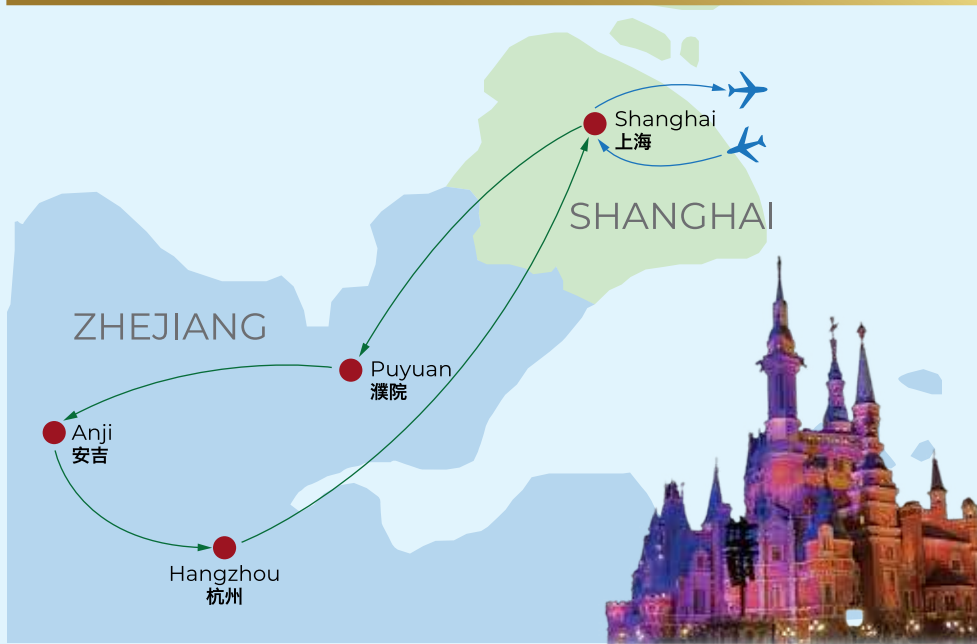 Shanghai
上海
SHANGHAI
ZHEJIANG
Puyuan
濮院
Anji
安吉
Hangzhou
杭州